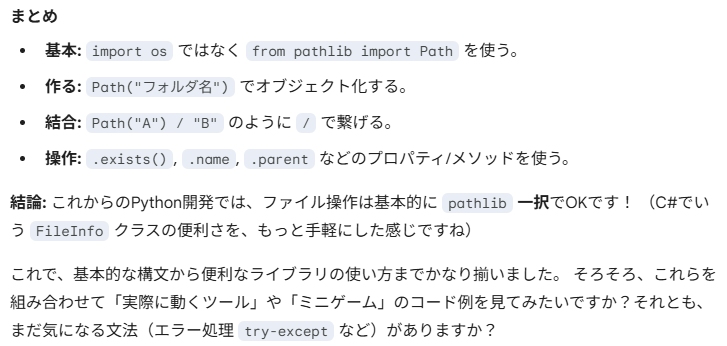 まとめ
• 基本: import os ではなく from pathlib import Path を使う。
• 作る: Path("フォルダ名") でオブジェクト化する。
• 結合: Path("A") / "B" のように / で繋げる。
• 操作: .exists() , .name , .parent などのプロパティ/メソッドを使う。
結論: これからのPython開発では、ファイル操作は基本的に pathlib 一択でOKです！ （C#でい
う FileInfo クラスの便利さを、もっと手軽にした感じですね）
これで、基本的な構文から便利なライブラリの使い方までかなり揃いました。 そろそろ、これらを
組み合わせて「実際に動くツール」や「ミニゲーム」のコード例を見てみたいですか？それとも、
まだ気になる文法（エラー処理 try-except など）がありますか？